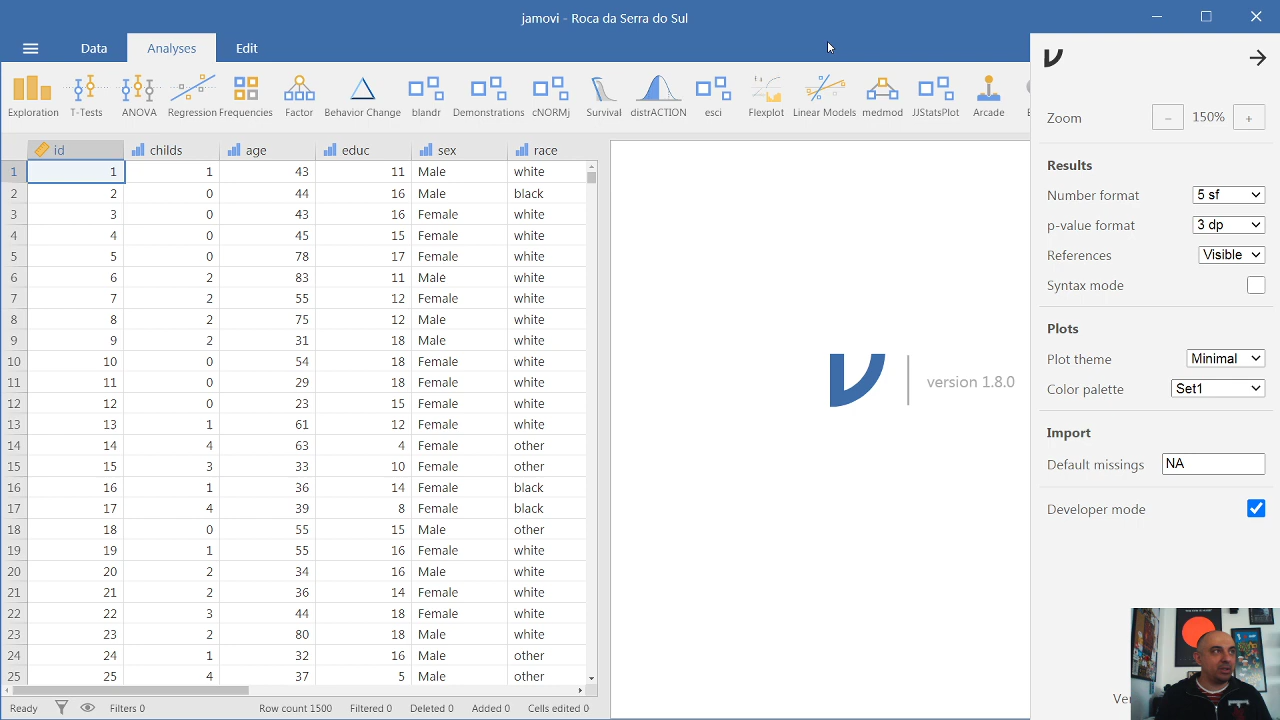 jamovi - Roca da Serra do Sul
Data Analyses Edit
Exploration T-Tests ANOVA Regression Frequencies Factor Behavior Change blandr Demonstrations cNORMj Survival distrACTION esci Flexplot Linear Models medmod JJStatsPlot Arcade
id childs age educ sex race
1 1 1 43 11 Male white
2 2 0 44 16 Male black
3 3 0 43 16 Female white
4 4 0 45 15 Female white
5 5 0 78 17 Female white
6 6 2 83 11 Male white
7 7 2 55 12 Female white
8 8 2 75 12 Male white
9 9 2 31 18 Male white
10 10 0 54 18 Female white
11 11 0 29 18 Female white
12 12 0 23 15 Female white
13 13 1 61 12 Female white
14 14 4 63 4 Female other
15 15 3 33 10 Female other
16 16 1 36 14 Female black
17 17 4 39 8 Female black
18 18 0 55 15 Male other
19 19 1 55 16 Female white
20 20 2 34 16 Male white
21 21 2 36 14 Female white
22 22 3 44 18 Female white
23 23 2 80 18 Male white
24 24 1 32 16 Male other
25 25 4 37 5 Male other
Ready Filters 0 Row count 1500 Filtered 0 Deleted 0 Added Cells edited 0
version 1.8.0
Zoom − 150% +
Results
Number format 5 sf
p-value format 3 dp
References Visible
Syntax mode
Plots
Plot theme Minimal
Color palette Set1
Import
Default missings NA
Developer mode